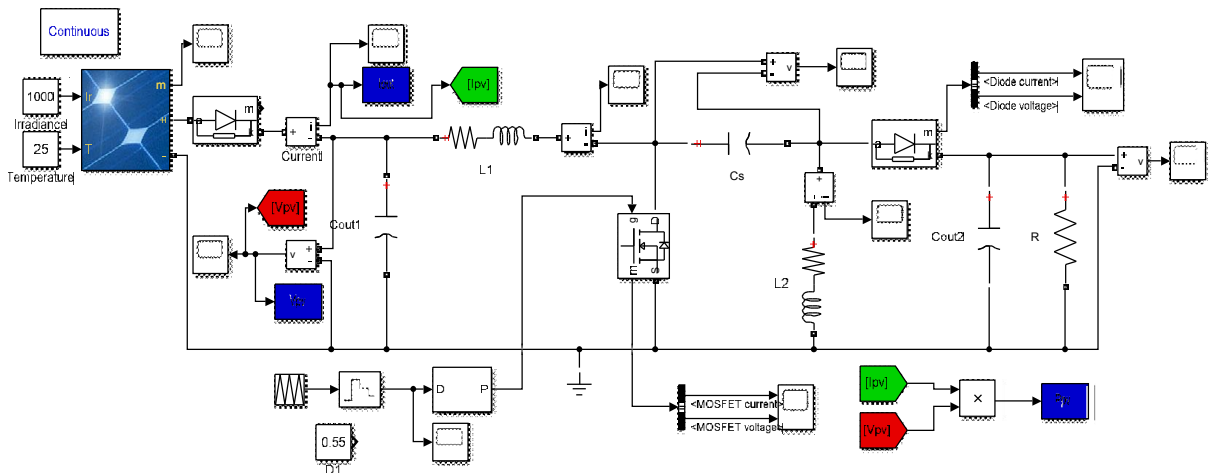 Continuous
1000
Irradiance
25
Temperature
Ir
T
m
+
-
a
m
+
-
i
Current
[Ipv]
L1
+
-
i
+
-
v
Cs
a
m
<Diode current>
<Diode voltage>
+
-
v
[Vpv]
Cout1
v
+
-
g
D
m
S
+
-
i
L2
Cout2
R
D
P
0.55
D1
<MOSFET current>
<MOSFET voltage>
[Ipv]
[Vpv]
×